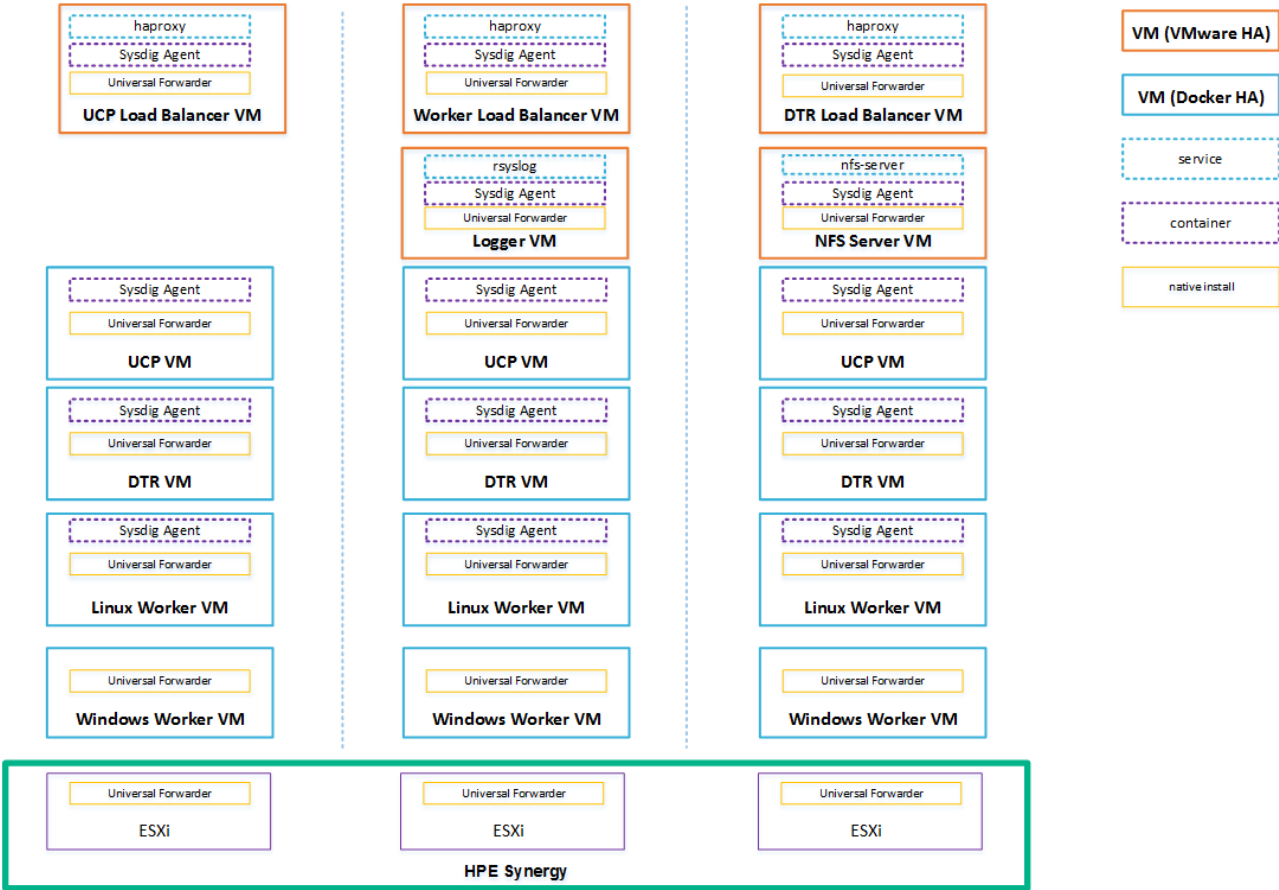 haproxy
Sysdig Agent
Universal Forwarder
UCP Load Balancer VM
haproxy
Sysdig Agent
Universal Forwarder
Worker Load Balancer VM
haproxy
Sysdig Agent
Universal Forwarder
DTR Load Balancer VM
rsyslog
Sysdig Agent
Universal Forwarder
Logger VM
nfs-server
Sysdig Agent
Universal Forwarder
NFS Server VM
Sysdig Agent
Universal Forwarder
UCP VM
Sysdig Agent
Universal Forwarder
UCP VM
Sysdig Agent
Universal Forwarder
UCP VM
Sysdig Agent
Universal Forwarder
DTR VM
Sysdig Agent
Universal Forwarder
DTR VM
Sysdig Agent
Universal Forwarder
DTR VM
Sysdig Agent
Universal Forwarder
Linux Worker VM
Sysdig Agent
Universal Forwarder
Linux Worker VM
Sysdig Agent
Universal Forwarder
Linux Worker VM
Universal Forwarder
Windows Worker VM
Universal Forwarder
Windows Worker VM
Universal Forwarder
Windows Worker VM
Universal Forwarder
ESXi
Universal Forwarder
ESXi
Universal Forwarder
ESXi
HPE Synergy
VM (VMware HA)
VM (Docker HA)
service
container
native install